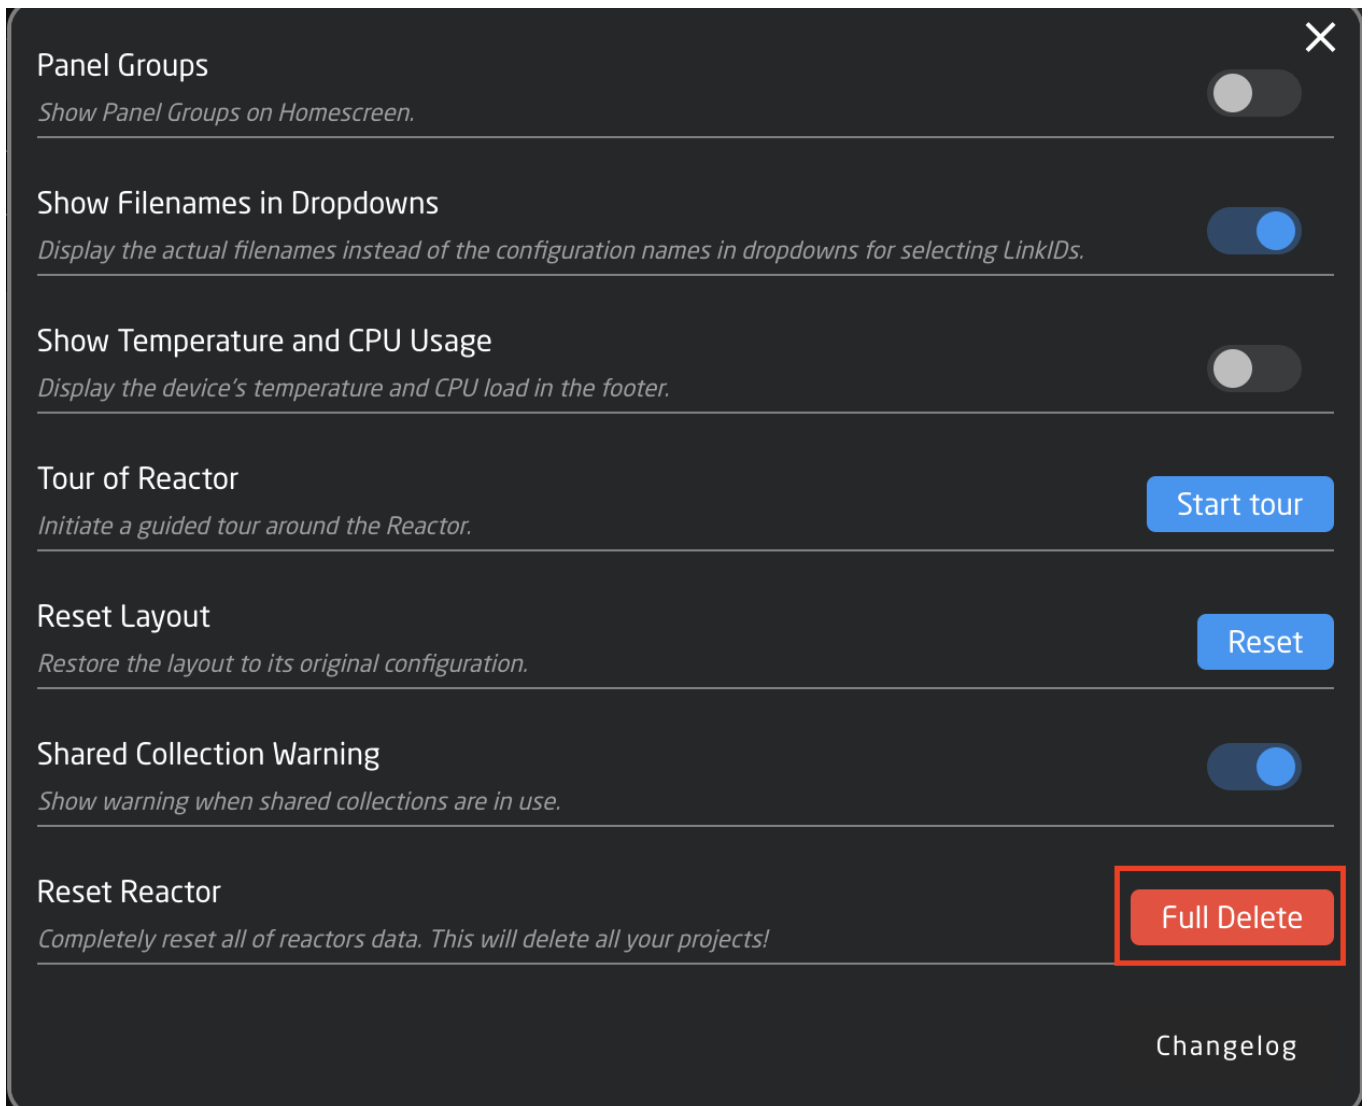 Panel Groups
Show Panel Groups on Homescreen.
Show Filenames in Dropdowns
Display the actual filenames instead of the configuration names in dropdowns for selecting LinkIDs.
Show Temperature and CPU Usage
Display the device's temperature and CPU load in the footer.
Tour of Reactor
Start tour
Initiate a guided tour around the Reactor.
Reset Layout
Reset
Restore the layout to its original configuration.
Shared Collection Warning
Show warning when shared collections are in use.
Reset Reactor
Full Delete
Completely reset all of reactors data. This will delete all your projects!
Changelog